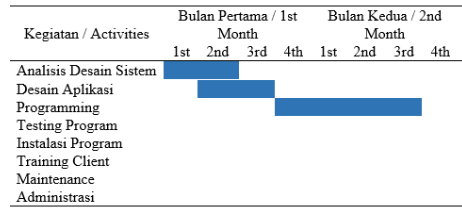 Kegiatan / Activities
Bulan Pertama / 1st Month
Bulan Kedua / 2nd Month
1st 2nd 3rd 4th 1st 2nd 3rd 4th
Analisis Desain Sistem
Desain Aplikasi
Programming
Testing Program
Instalasi Program
Training Client
Maintenance
Administrasi